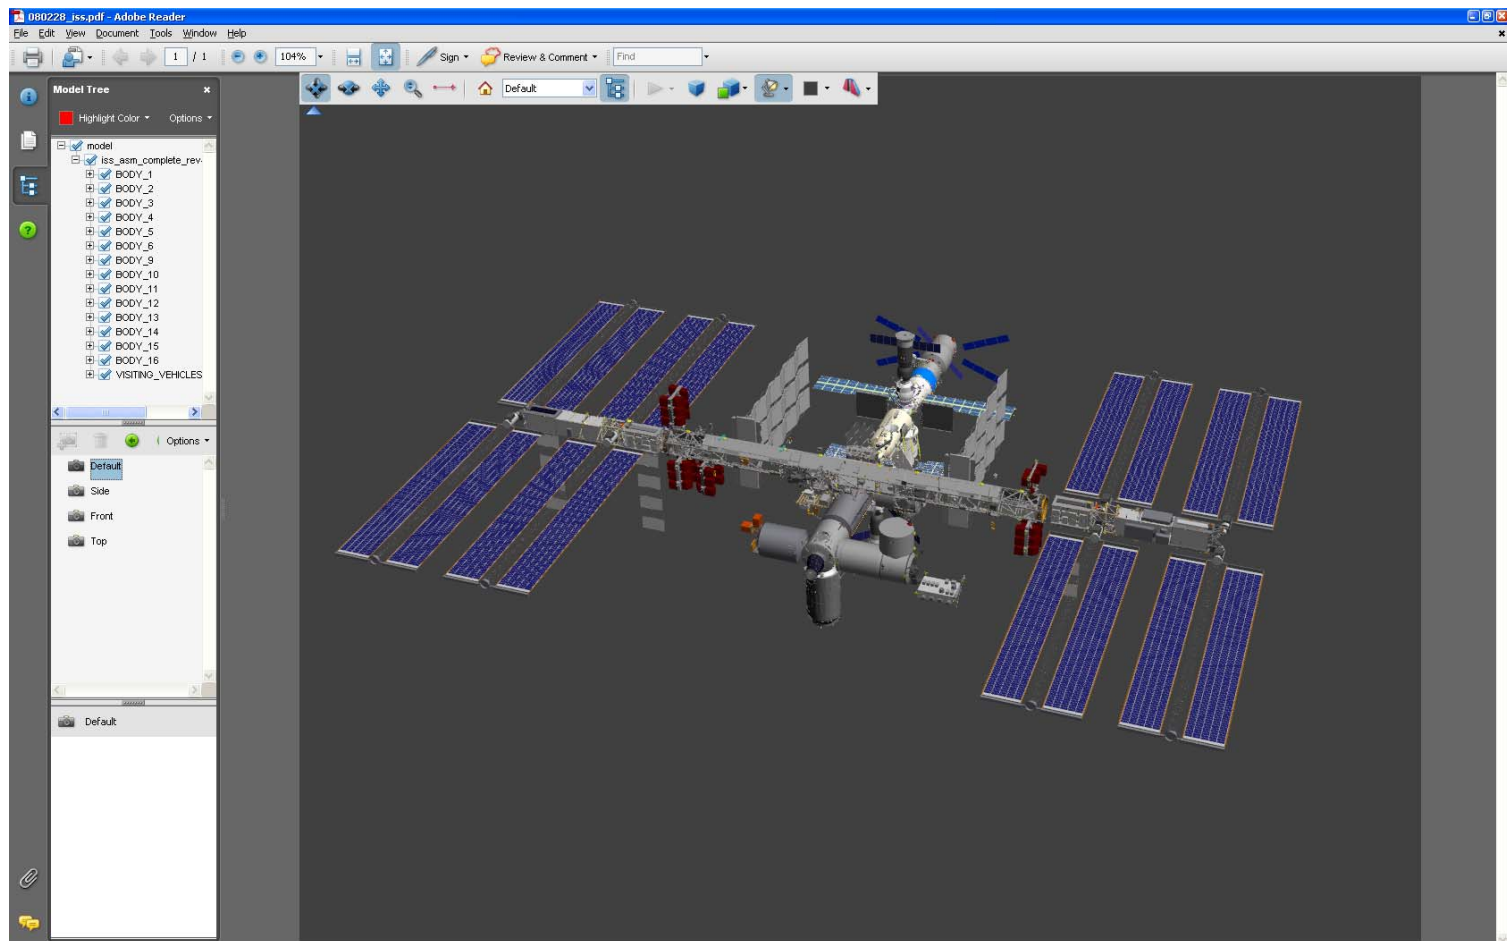 080228_iss.pdf - Adobe Reader
File Edit View Document Tools Window Help
1 / 1 104% Sign Review & Comment Find
Model Tree
Default
Highlight Color Options
model
iss_asm_complete_rev
BODY_1
BODY_2
BODY_3
BODY_4
BODY_5
BODY_6
BODY_9
BODY_10
BODY_11
BODY_12
BODY_13
BODY_14
BODY_15
BODY_16
VISITING_VEHICLES
Options
Default
Side
Front
Top
Default